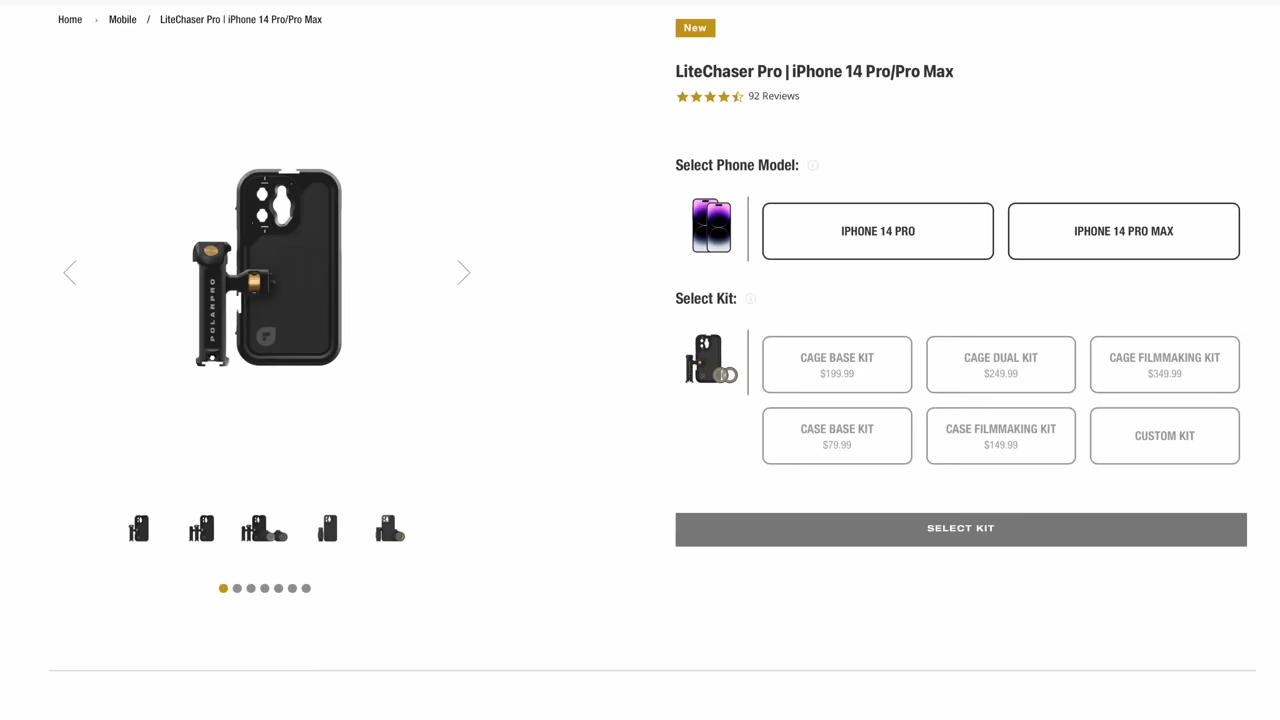 Home › Mobile / LiteChaser Pro | iPhone 14 Pro/Pro Max
New
LiteChaser Pro | iPhone 14 Pro/Pro Max
92 Reviews
Select Phone Model:
IPHONE 14 PRO
IPHONE 14 PRO MAX
Select Kit:
CAGE BASE KIT
$199.99
CAGE DUAL KIT
$249.99
CAGE FILMMAKING KIT
$349.99
CASE BASE KIT
$79.99
CASE FILMMAKING KIT
$149.99
CUSTOM KIT
SELECT KIT
POLARPRO